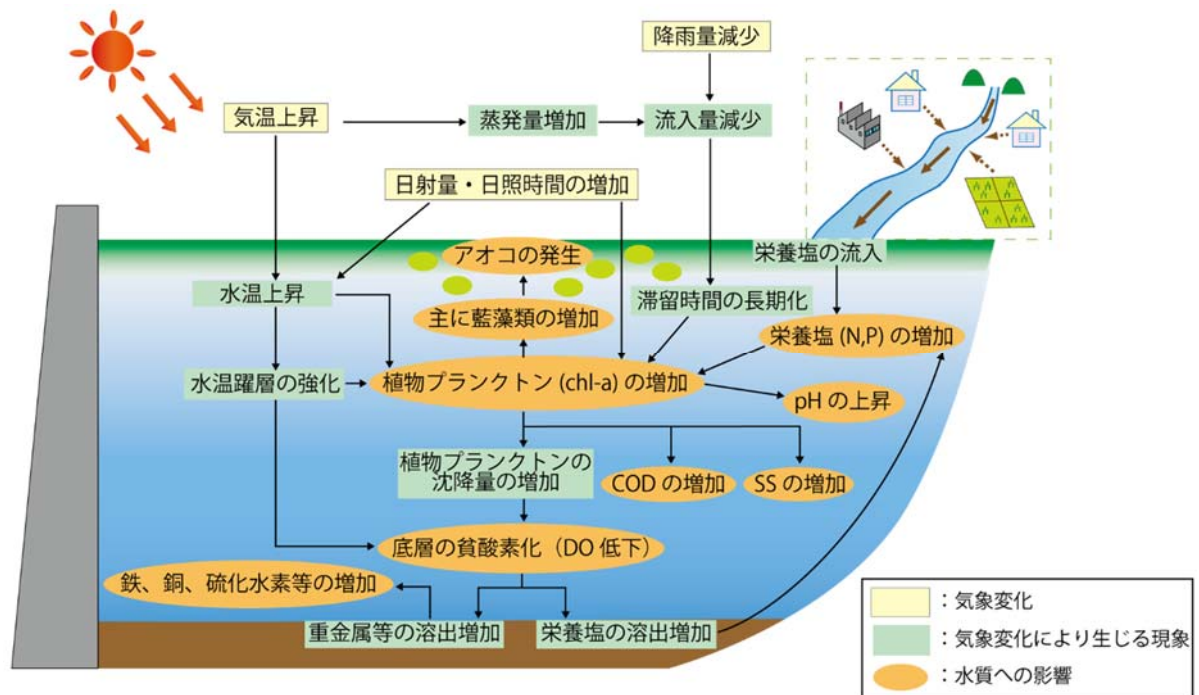 降雨量減少
気温上昇
蒸発量増加
流入量減少
日射量・日照時間の増加
アオコの発生
栄養塩の流入
水温上昇
主に藍藻類の増加
滞留時間の長期化
栄養塩 (N,P) の増加
水温躍層の強化
植物プランクトン (chl-a) の増加
pH の上昇
植物プランクトンの
沈降量の増加
COD の増加
SS の増加
底層の貧酸素化（DO 低下）
鉄、銅、硫化水素等の増加
重金属等の溶出増加
栄養塩の溶出増加
：気象変化
：気象変化により生じる現象
：水質への影響